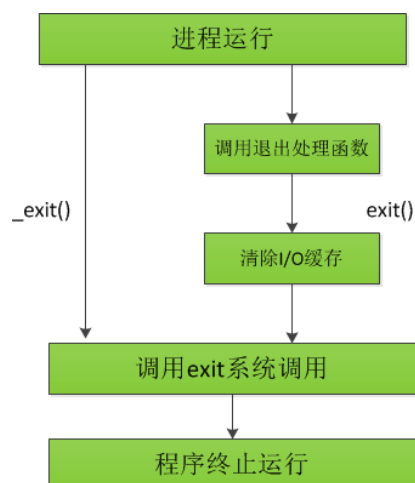 进程运行
调用退出处理函数
_exit()
exit()
清除I/O缓存
调用exit系统调用
程序终止运行